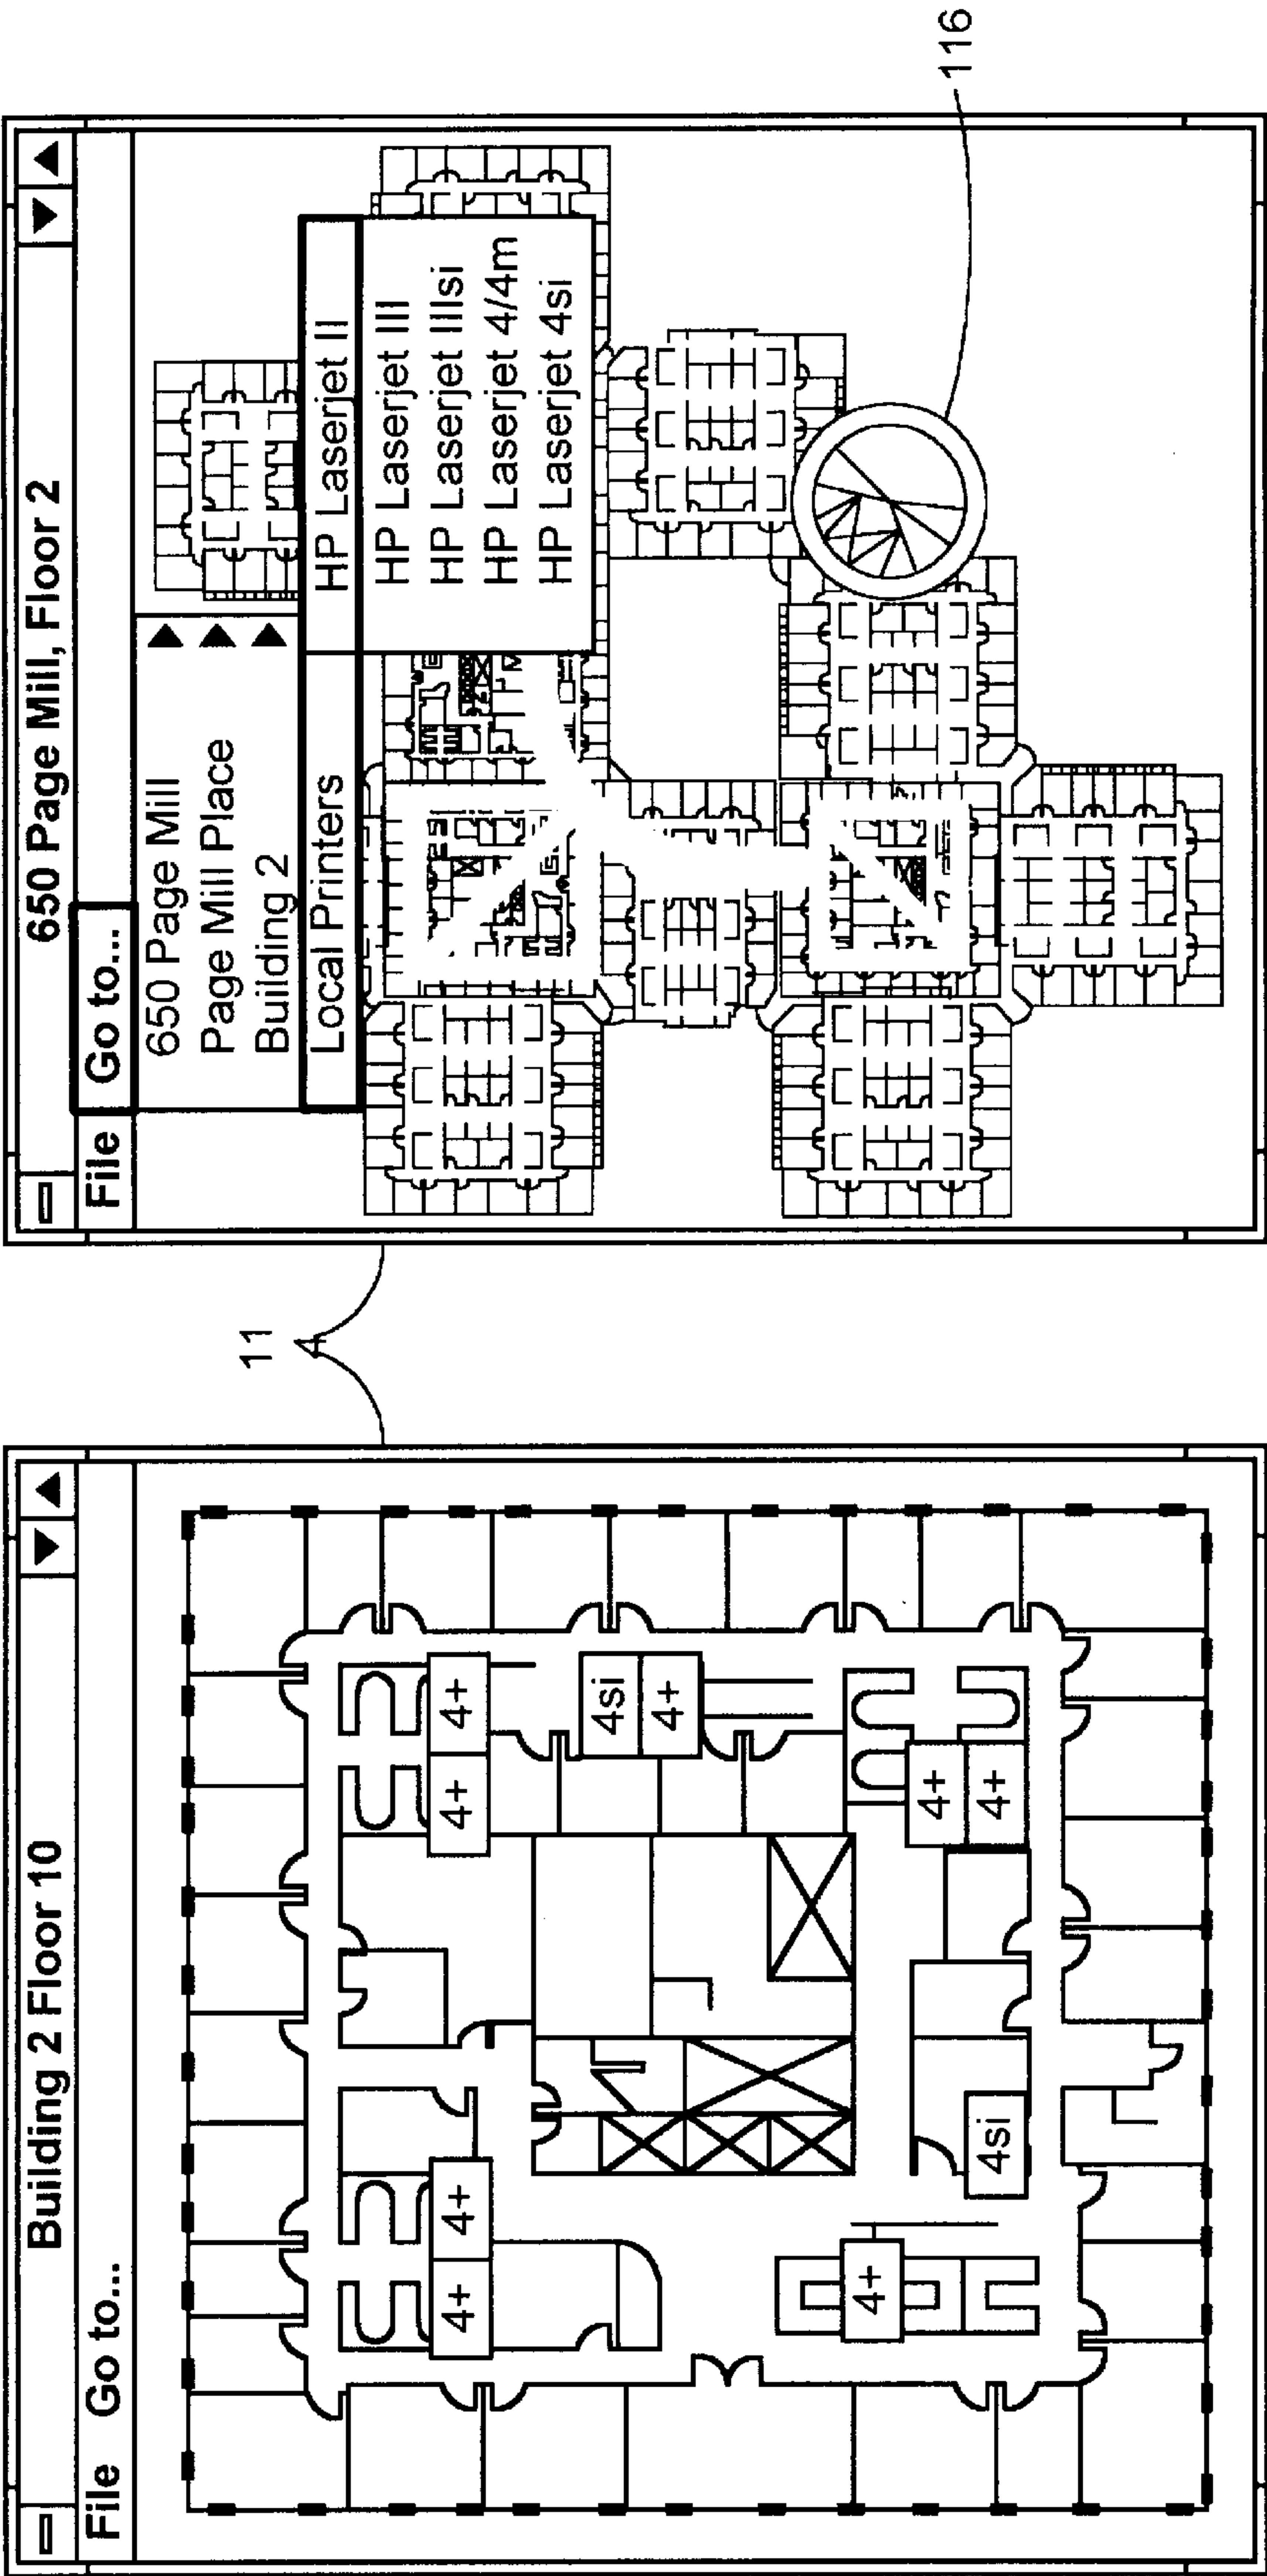 Building 2 Floor 10
File Go to...
4+ 4+
4+ 4+
4si
4+
4+
4+
4+
4si
11
4
650 Page Mill, Floor 2
File Go to...
650 Page Mill
Page Mill Place
Building 2
Local Printers
HP Laserjet II
HP Laserjet III
HP Laserjet IIIsi
HP Laserjet 4/4m
HP Laserjet 4si
116